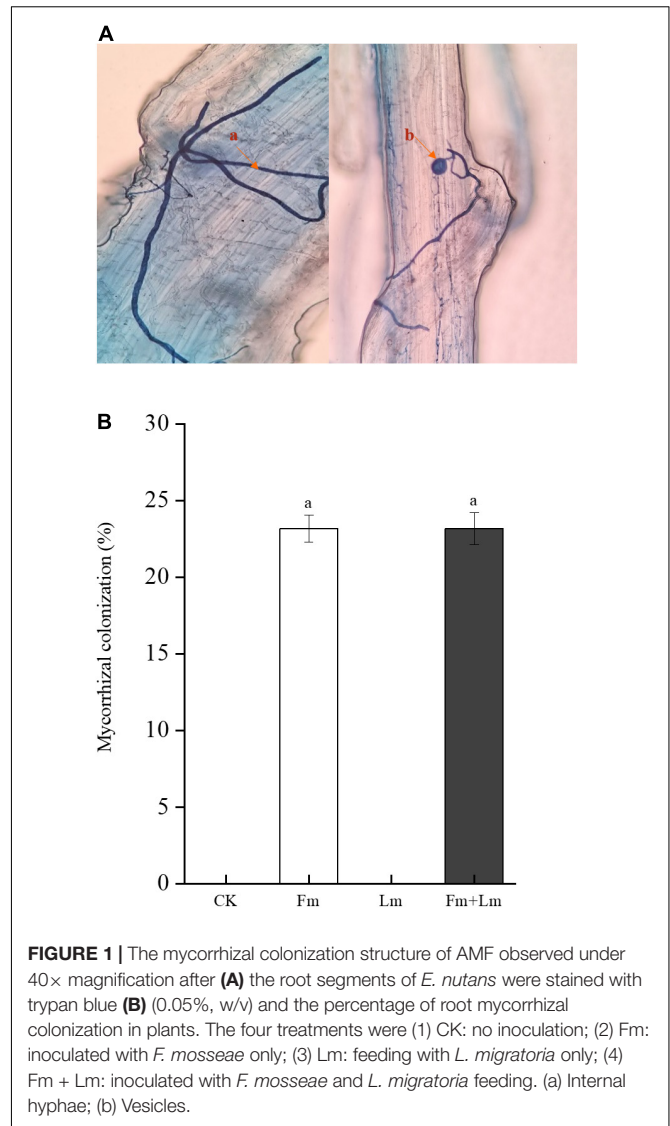 A
a
b
B
30
25
20
15
10
5
0
Mycorrhizal colonization (%)
a
a
CK Fm Lm Fm+Lm
FIGURE 1 | The mycorrhizal colonization structure of AMF observed under
40× magnification after (A) the root segments of E. nutans were stained with
trypan blue (B) (0.05%, w/v) and the percentage of root mycorrhizal
colonization in plants. The four treatments were (1) CK: no inoculation; (2) Fm:
inoculated with F. mosseae only; (3) Lm: feeding with L. migratoria only; (4)
Fm + Lm: inoculated with F. mosseae and L. migratoria feeding. (a) Internal
hyphae; (b) Vesicles.